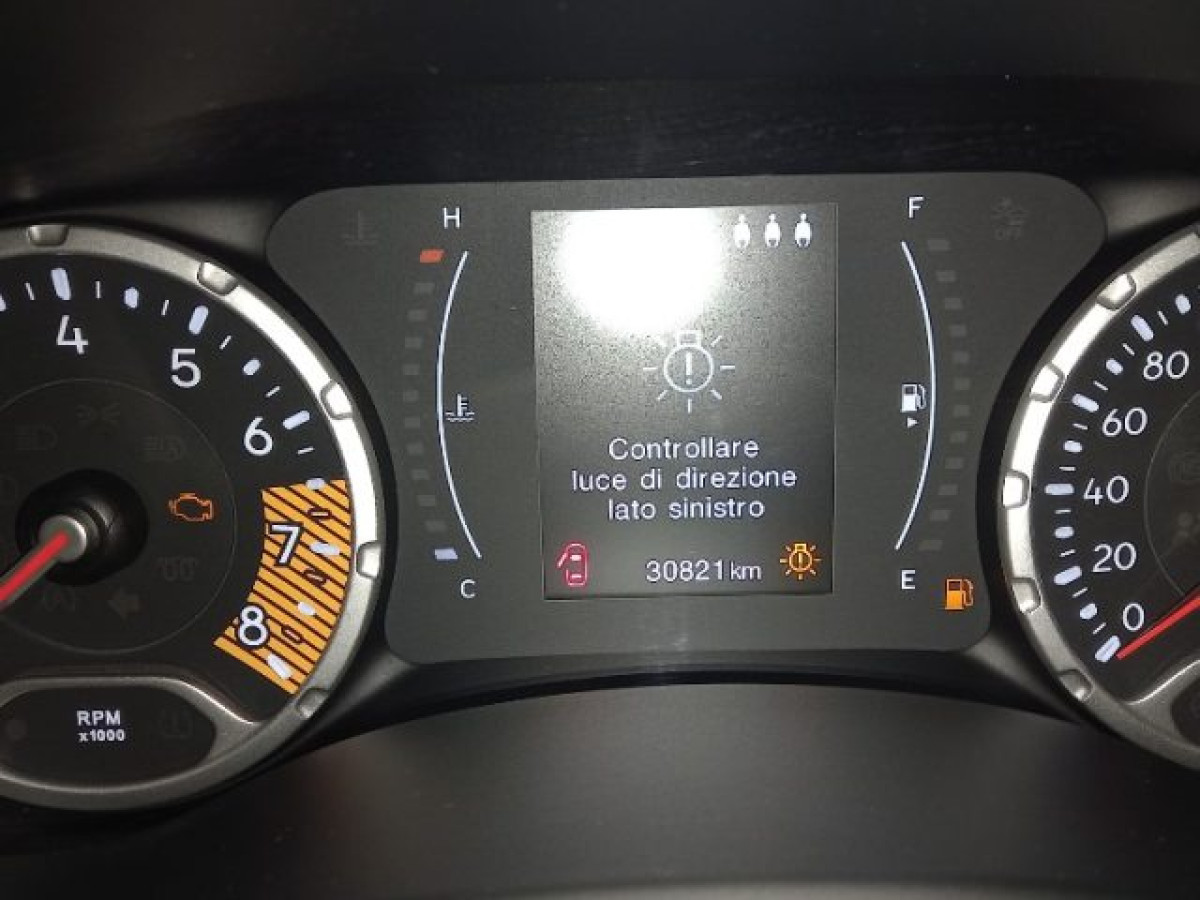 H
F
4
5
6
7
8
RPM
x1000
Controllare
luce di direzione
lato sinistro
30821 km
C
E
OFF
80
60
40
20
0